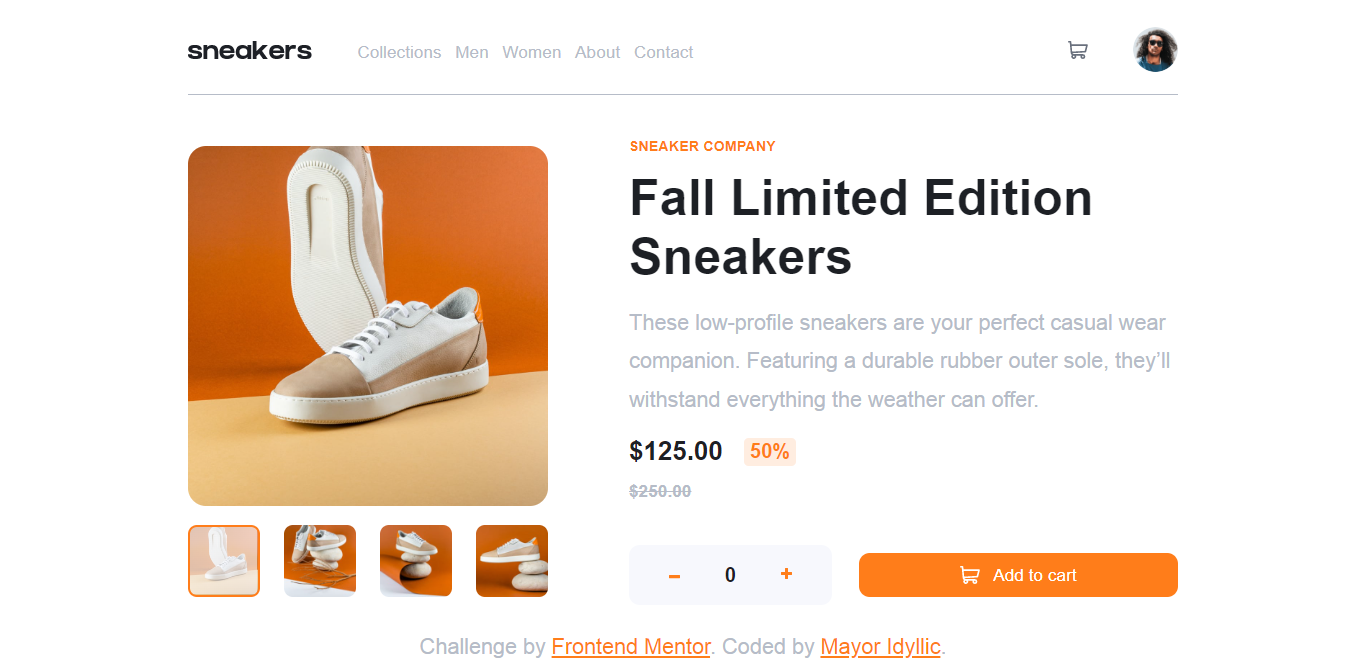 sneakers
Collections Men Women About Contact
SNEAKER COMPANY
Fall Limited Edition
Sneakers
These low-profile sneakers are your perfect casual wear
companion. Featuring a durable rubber outer sole, they’ll
withstand everything the weather can offer.
$125.00 50%
$250.00
– 0 +
Add to cart
Challenge by Frontend Mentor. Coded by Mayor Idyllic.